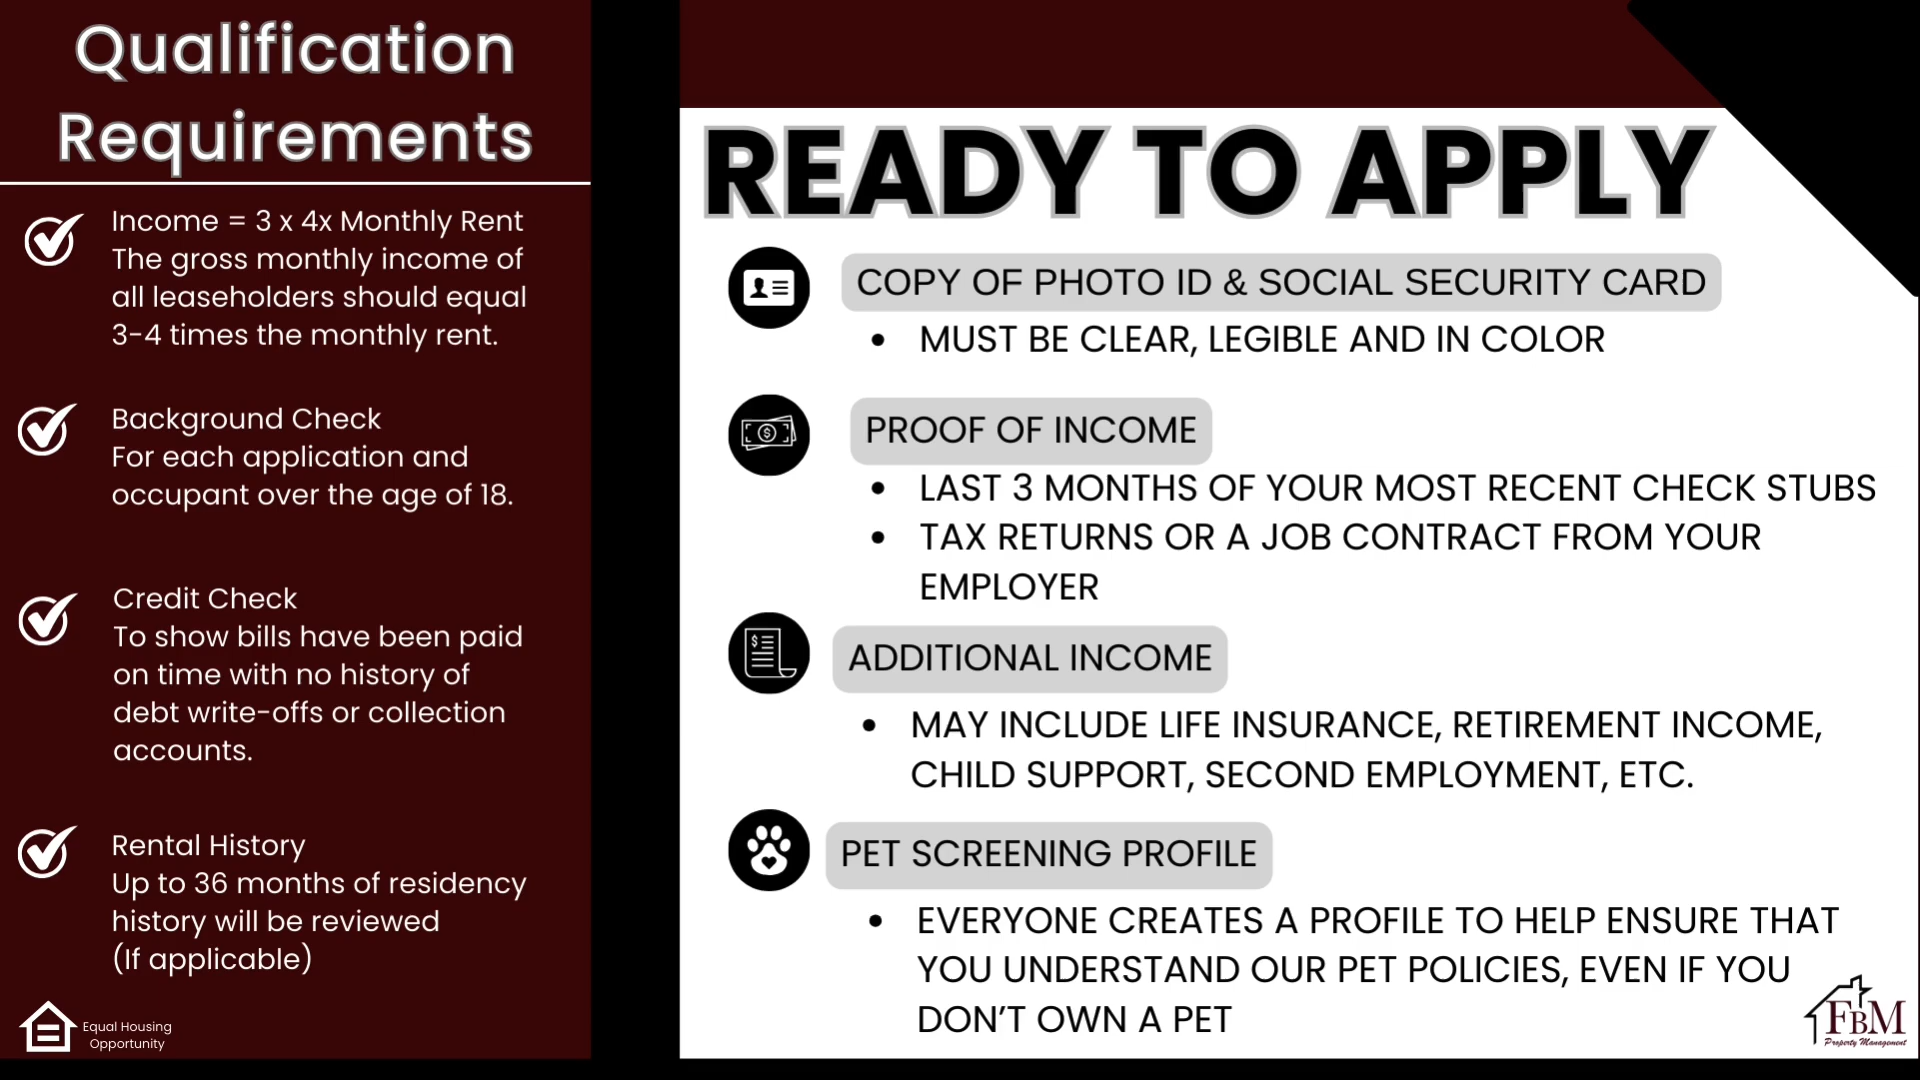 Qualification
Requirements
Income = 3 x 4x Monthly Rent
The gross monthly income of
all leaseholders should equal
3-4 times the monthly rent.
Background Check
For each application and
occupant over the age of 18.
Credit Check
To show bills have been paid
on time with no history of
debt write-offs or collection
accounts.
Rental History
Up to 36 months of residency
history will be reviewed
(If applicable)
Equal Housing
Opportunity
READY TO APPLY
COPY OF PHOTO ID & SOCIAL SECURITY CARD
• MUST BE CLEAR, LEGIBLE AND IN COLOR
PROOF OF INCOME
• LAST 3 MONTHS OF YOUR MOST RECENT CHECK STUBS
• TAX RETURNS OR A JOB CONTRACT FROM YOUR
EMPLOYER
ADDITIONAL INCOME
• MAY INCLUDE LIFE INSURANCE, RETIREMENT INCOME,
CHILD SUPPORT, SECOND EMPLOYMENT, ETC.
PET SCREENING PROFILE
• EVERYONE CREATES A PROFILE TO HELP ENSURE THAT
YOU UNDERSTAND OUR PET POLICIES, EVEN IF YOU
DON'T OWN A PET
FBM
Property Management